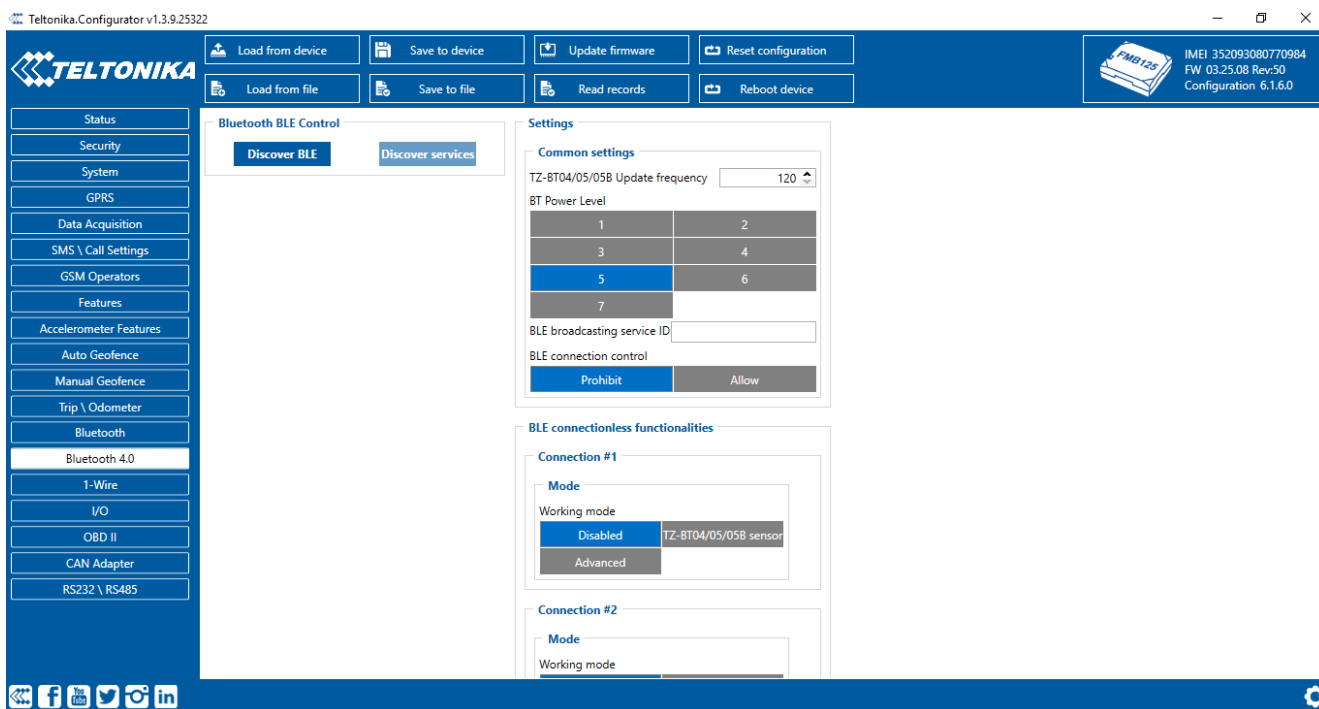 Teltonika.Configurator v1.3.9.25322
TELTONIKA
Load from device
Save to device
Update firmware
Reset configuration
Load from file
Save to file
Read records
Reboot device
FMB125
IMEI 352093080770984
FW 03.25.08 Rev:50
Configuration 6.1.6.0
Status
Security
System
GPRS
Data Acquisition
SMS \ Call Settings
GSM Operators
Features
Accelerometer Features
Auto Geofence
Manual Geofence
Trip \ Odometer
Bluetooth
Bluetooth 4.0
1-Wire
I/O
OBD II
CAN Adapter
RS232 \ RS485
Bluetooth BLE Control
Discover BLE
Discover services
Settings
Common settings
TZ-BT04/05/05B Update frequency 120
BT Power Level
1 2
3 4
5 6
7
BLE broadcasting service ID
BLE connection control
Prohibit Allow
BLE connectionless functionalities
Connection #1
Mode
Working mode
Disabled TZ-BT04/05/05B sensor
Advanced
Connection #2
Mode
Working mode
You
Tube
in